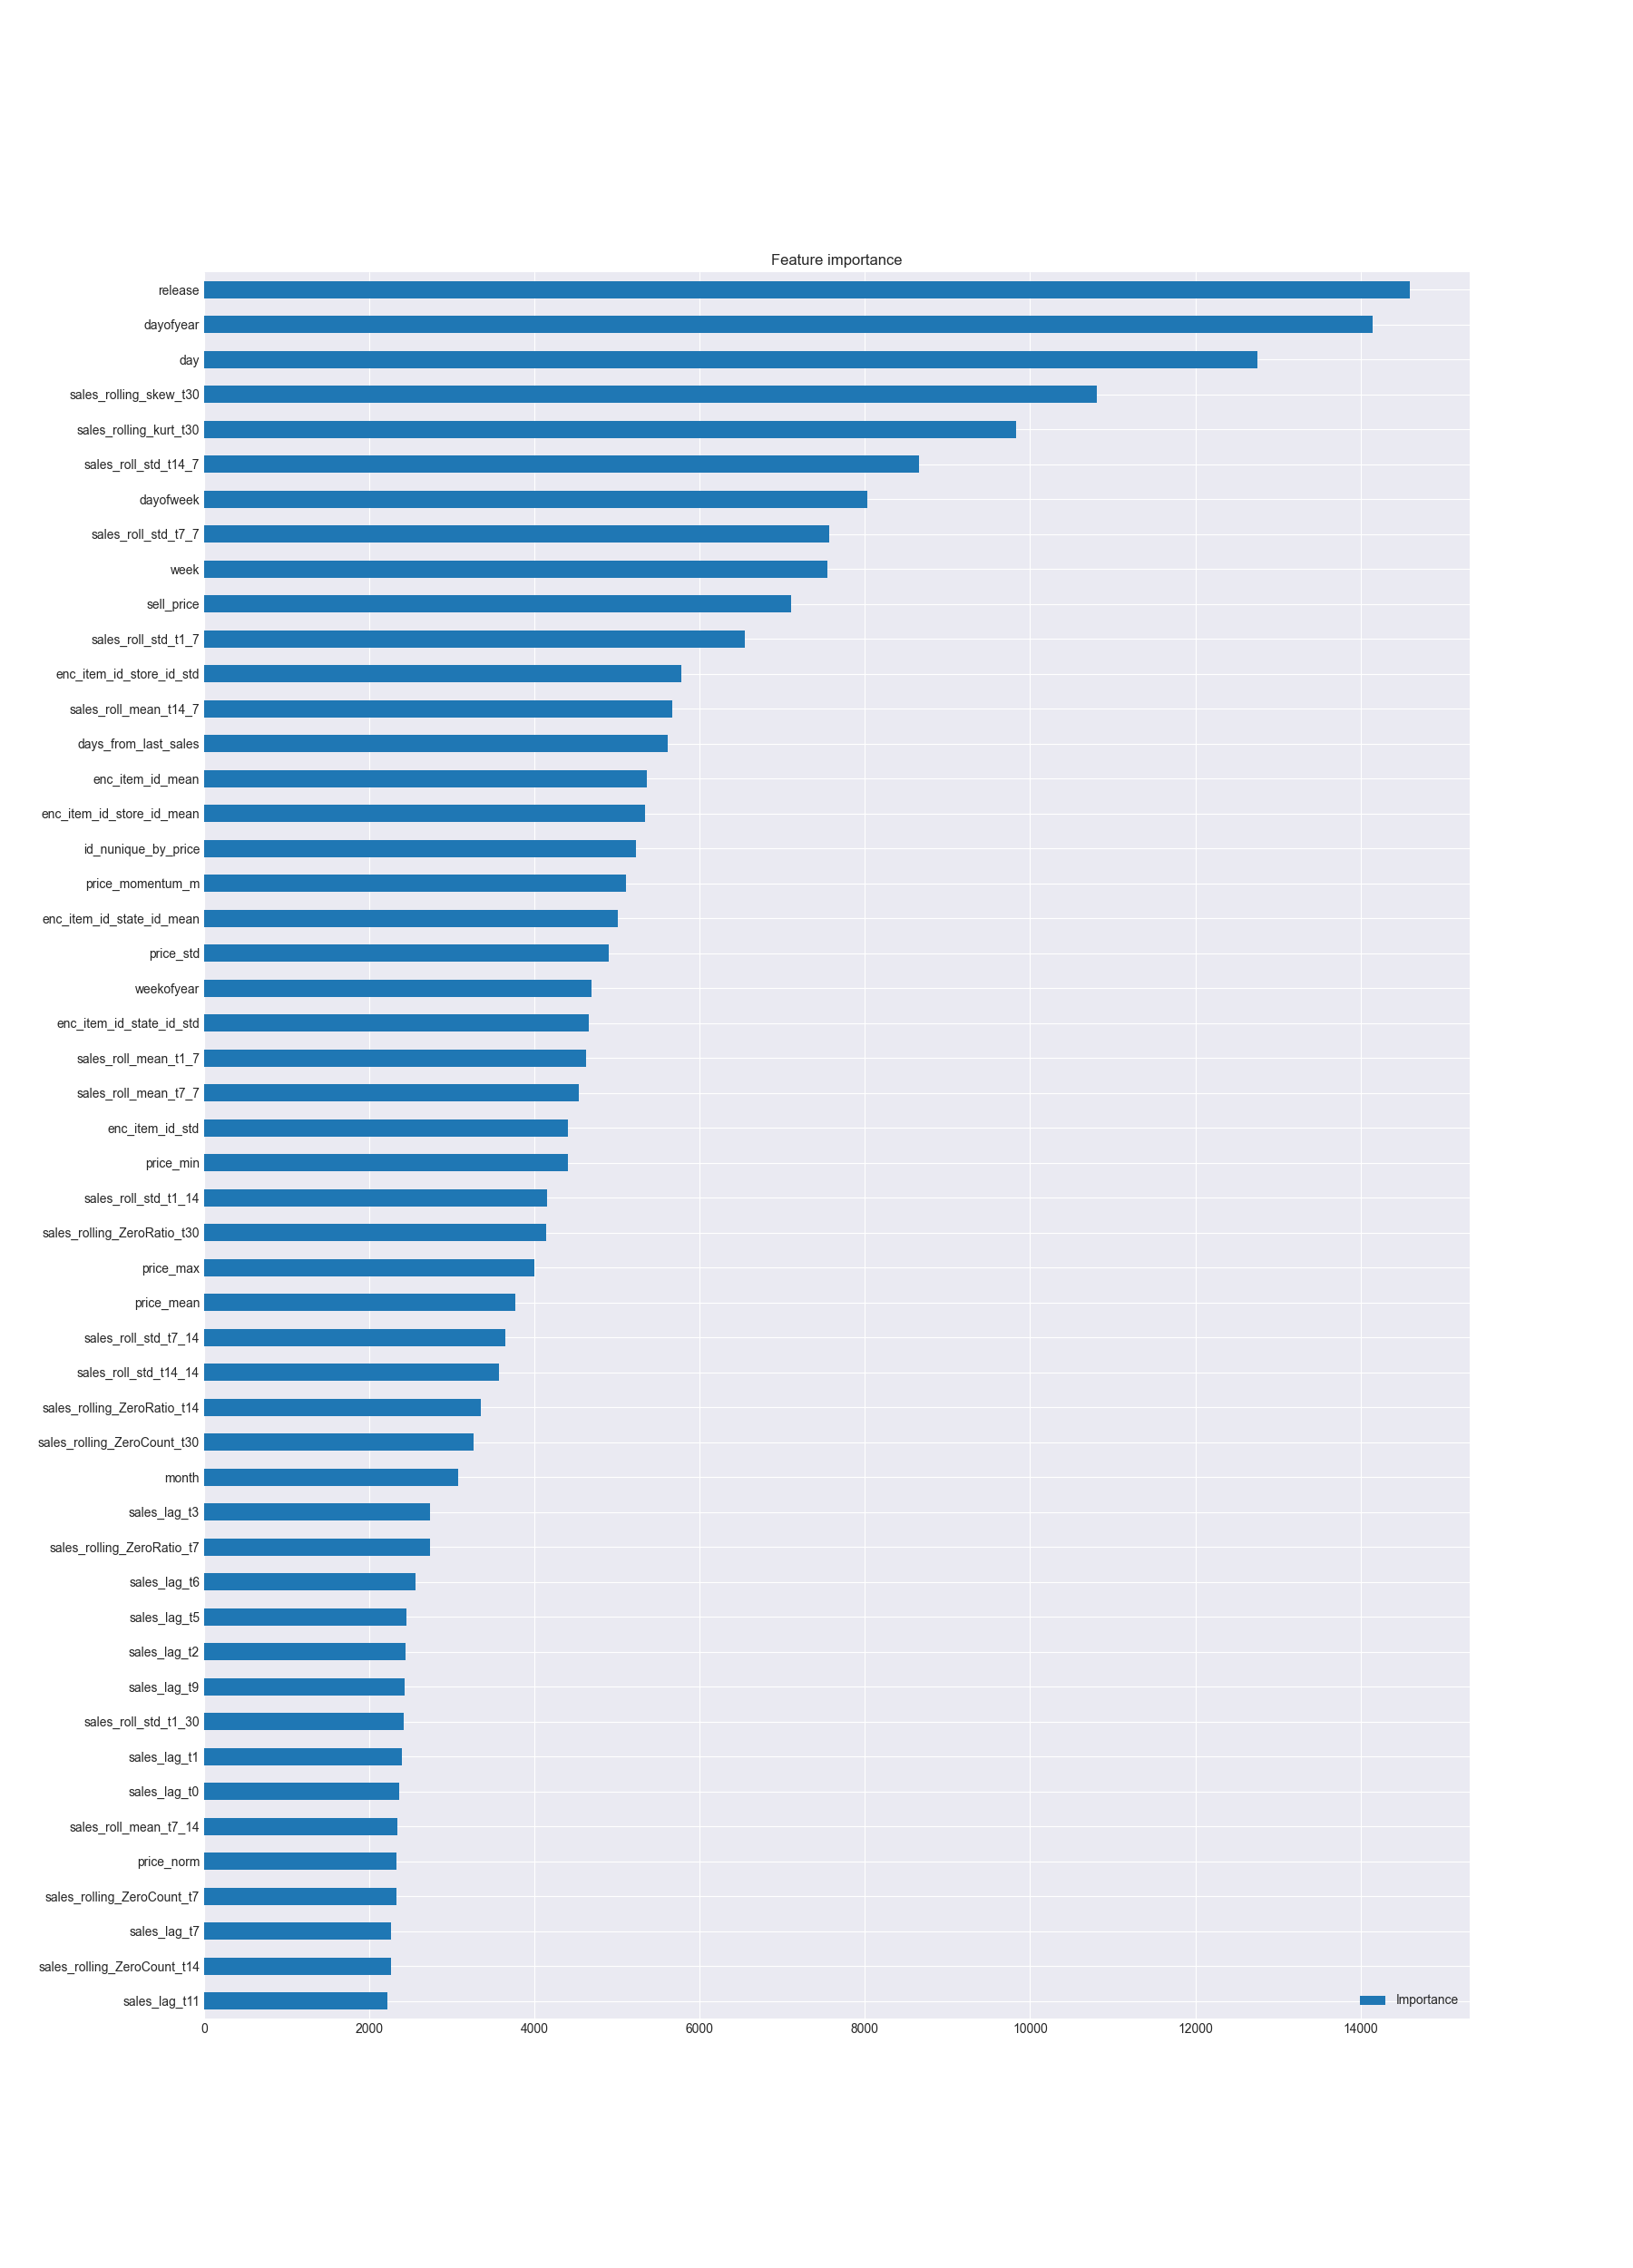 Feature importance
release
dayofyear
day
sales_rolling_skew_t30
sales_rolling_kurt_t30
sales_roll_std_t14_7
dayofweek
sales_roll_std_t7_7
week
sell_price
sales_roll_std_t1_7
enc_item_id_store_id_std
sales_roll_mean_t14_7
days_from_last_sales
enc_item_id_mean
enc_item_id_store_id_mean
id_nunique_by_price
price_momentum_m
enc_item_id_state_id_mean
price_std
weekofyear
enc_item_id_state_id_std
sales_roll_mean_t1_7
sales_roll_mean_t7_7
enc_item_id_std
price_min
sales_roll_std_t1_14
sales_rolling_ZeroRatio_t30
price_max
price_mean
sales_roll_std_t7_14
sales_roll_std_t14_14
sales_rolling_ZeroRatio_t14
sales_rolling_ZeroCount_t30
month
sales_lag_t3
sales_rolling_ZeroRatio_t7
sales_lag_t6
sales_lag_t5
sales_lag_t2
sales_lag_t9
sales_roll_std_t1_30
sales_lag_t1
sales_lag_t0
sales_roll_mean_t7_14
price_norm
sales_rolling_ZeroCount_t7
sales_lag_t7
sales_rolling_ZeroCount_t14
sales_lag_t11
Importance
0 2000 4000 6000 8000 10000 12000 14000